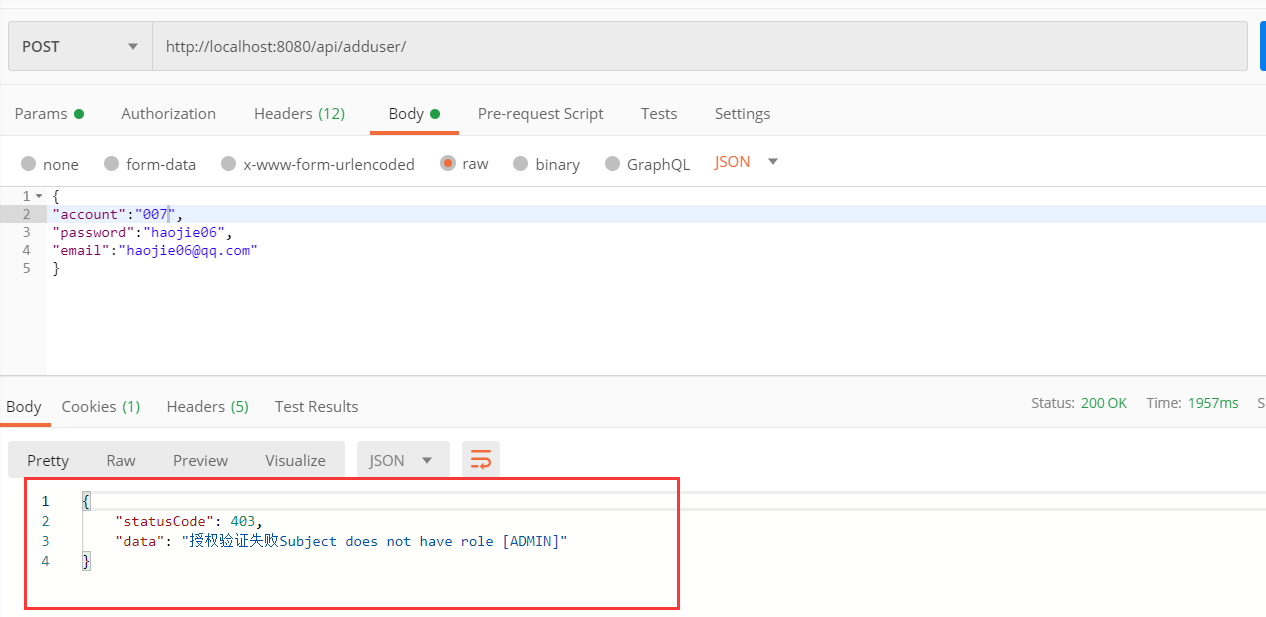 POST http://localhost:8080/api/adduser/
Params Authorization Headers (12) Body Pre-request Script Tests Settings
none form-data x-www-form-urlencoded raw binary GraphQL JSON
1 {
2 "account":"007",
3 "password":"haojie06",
4 "email":"haojie06@qq.com"
5 }
Body Cookies (1) Headers (5) Test Results Status: 200 OK Time: 1957ms S
Pretty Raw Preview Visualize JSON
1 {
2 "statusCode": 403,
3 "data": "授权验证失败Subject does not have role [ADMIN]"
4 }